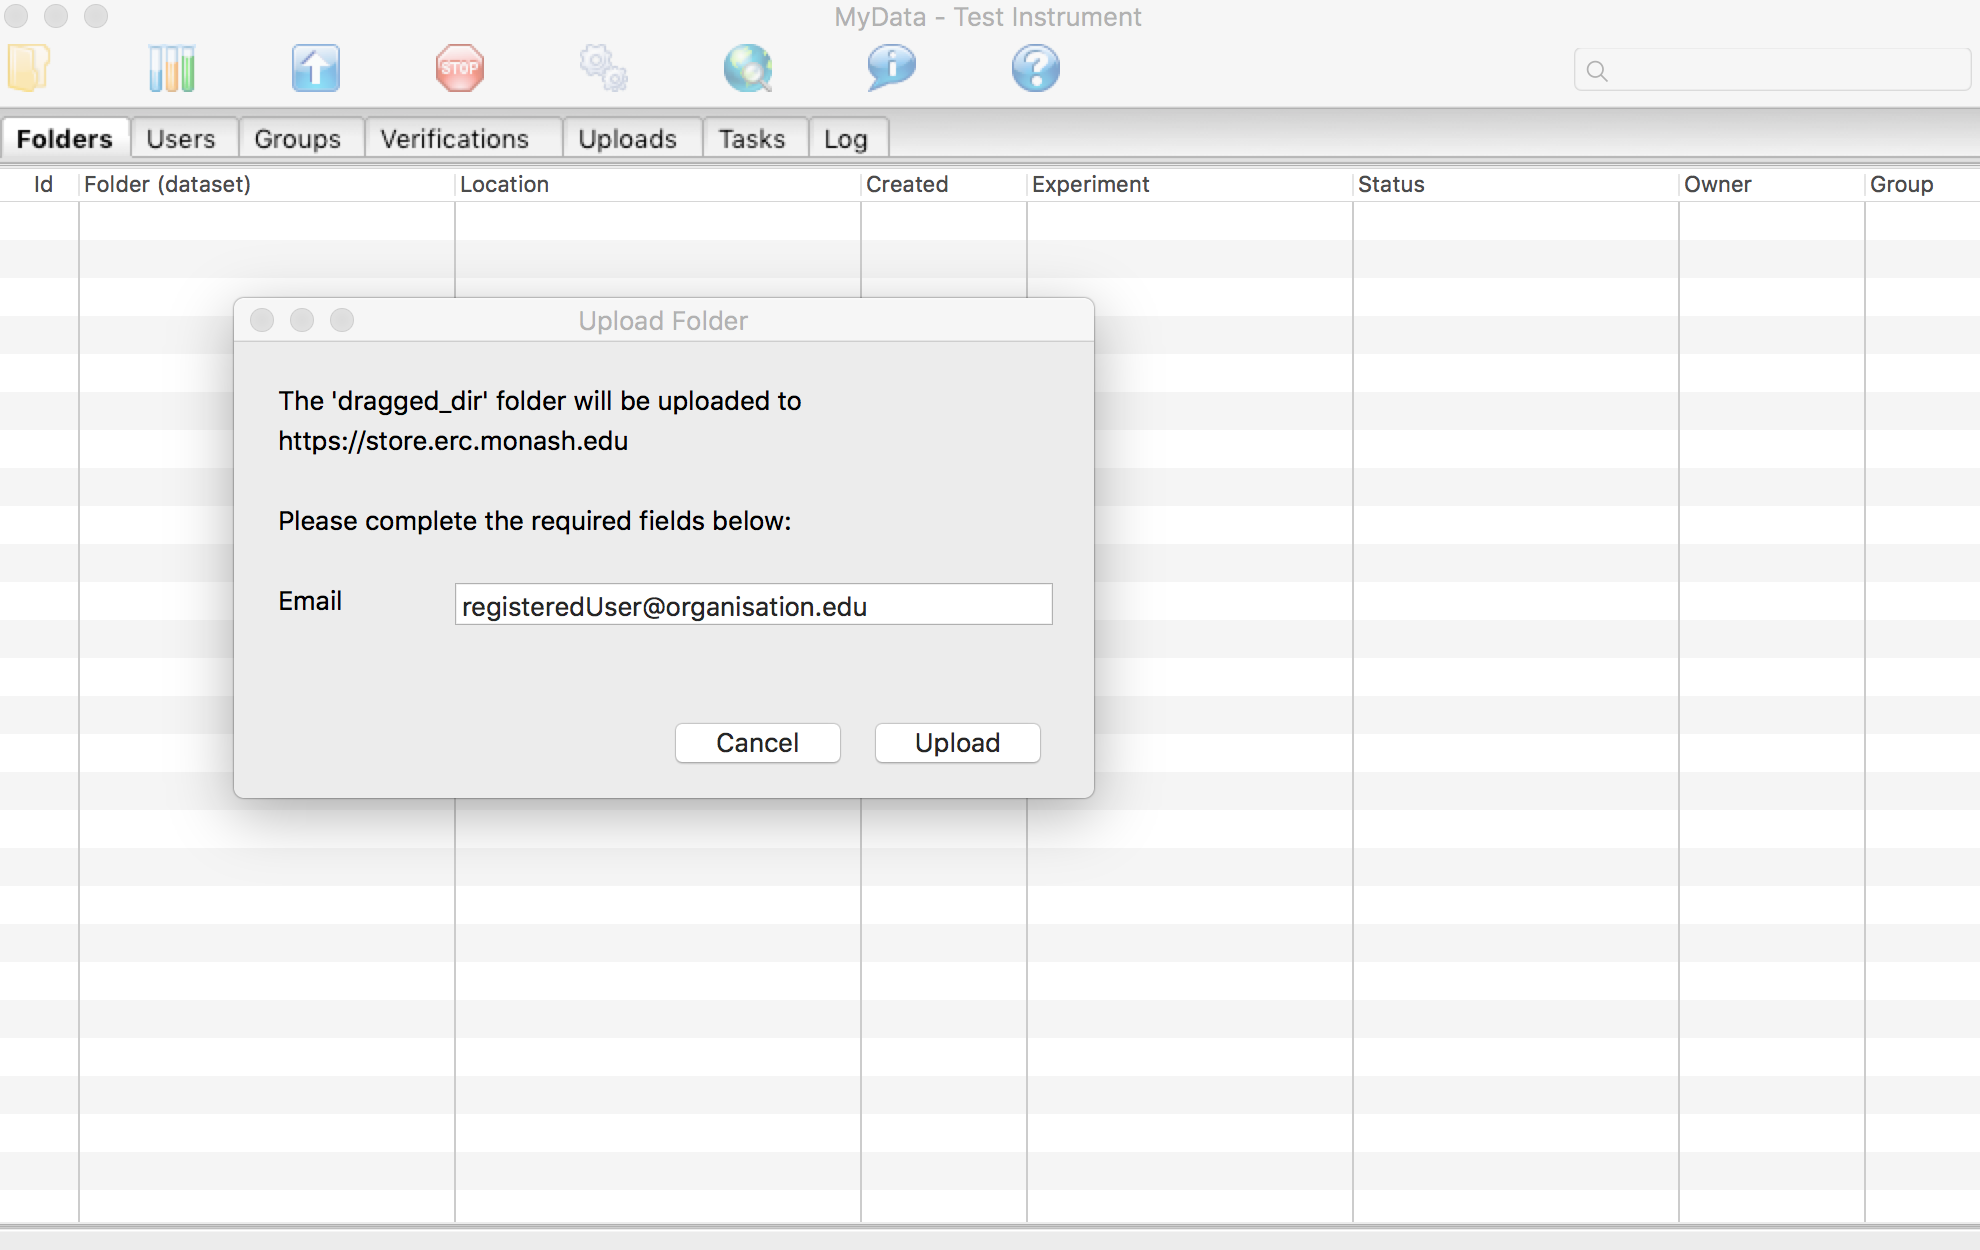 MyData - Test Instrument
STOP
Folders Users Groups Verifications Uploads Tasks Log
Id Folder (dataset) Location Created Experiment Status Owner Group
Upload Folder
The 'dragged_dir' folder will be uploaded to
https://store.erc.monash.edu
Please complete the required fields below:
Email registeredUser@organisation.edu
Cancel Upload